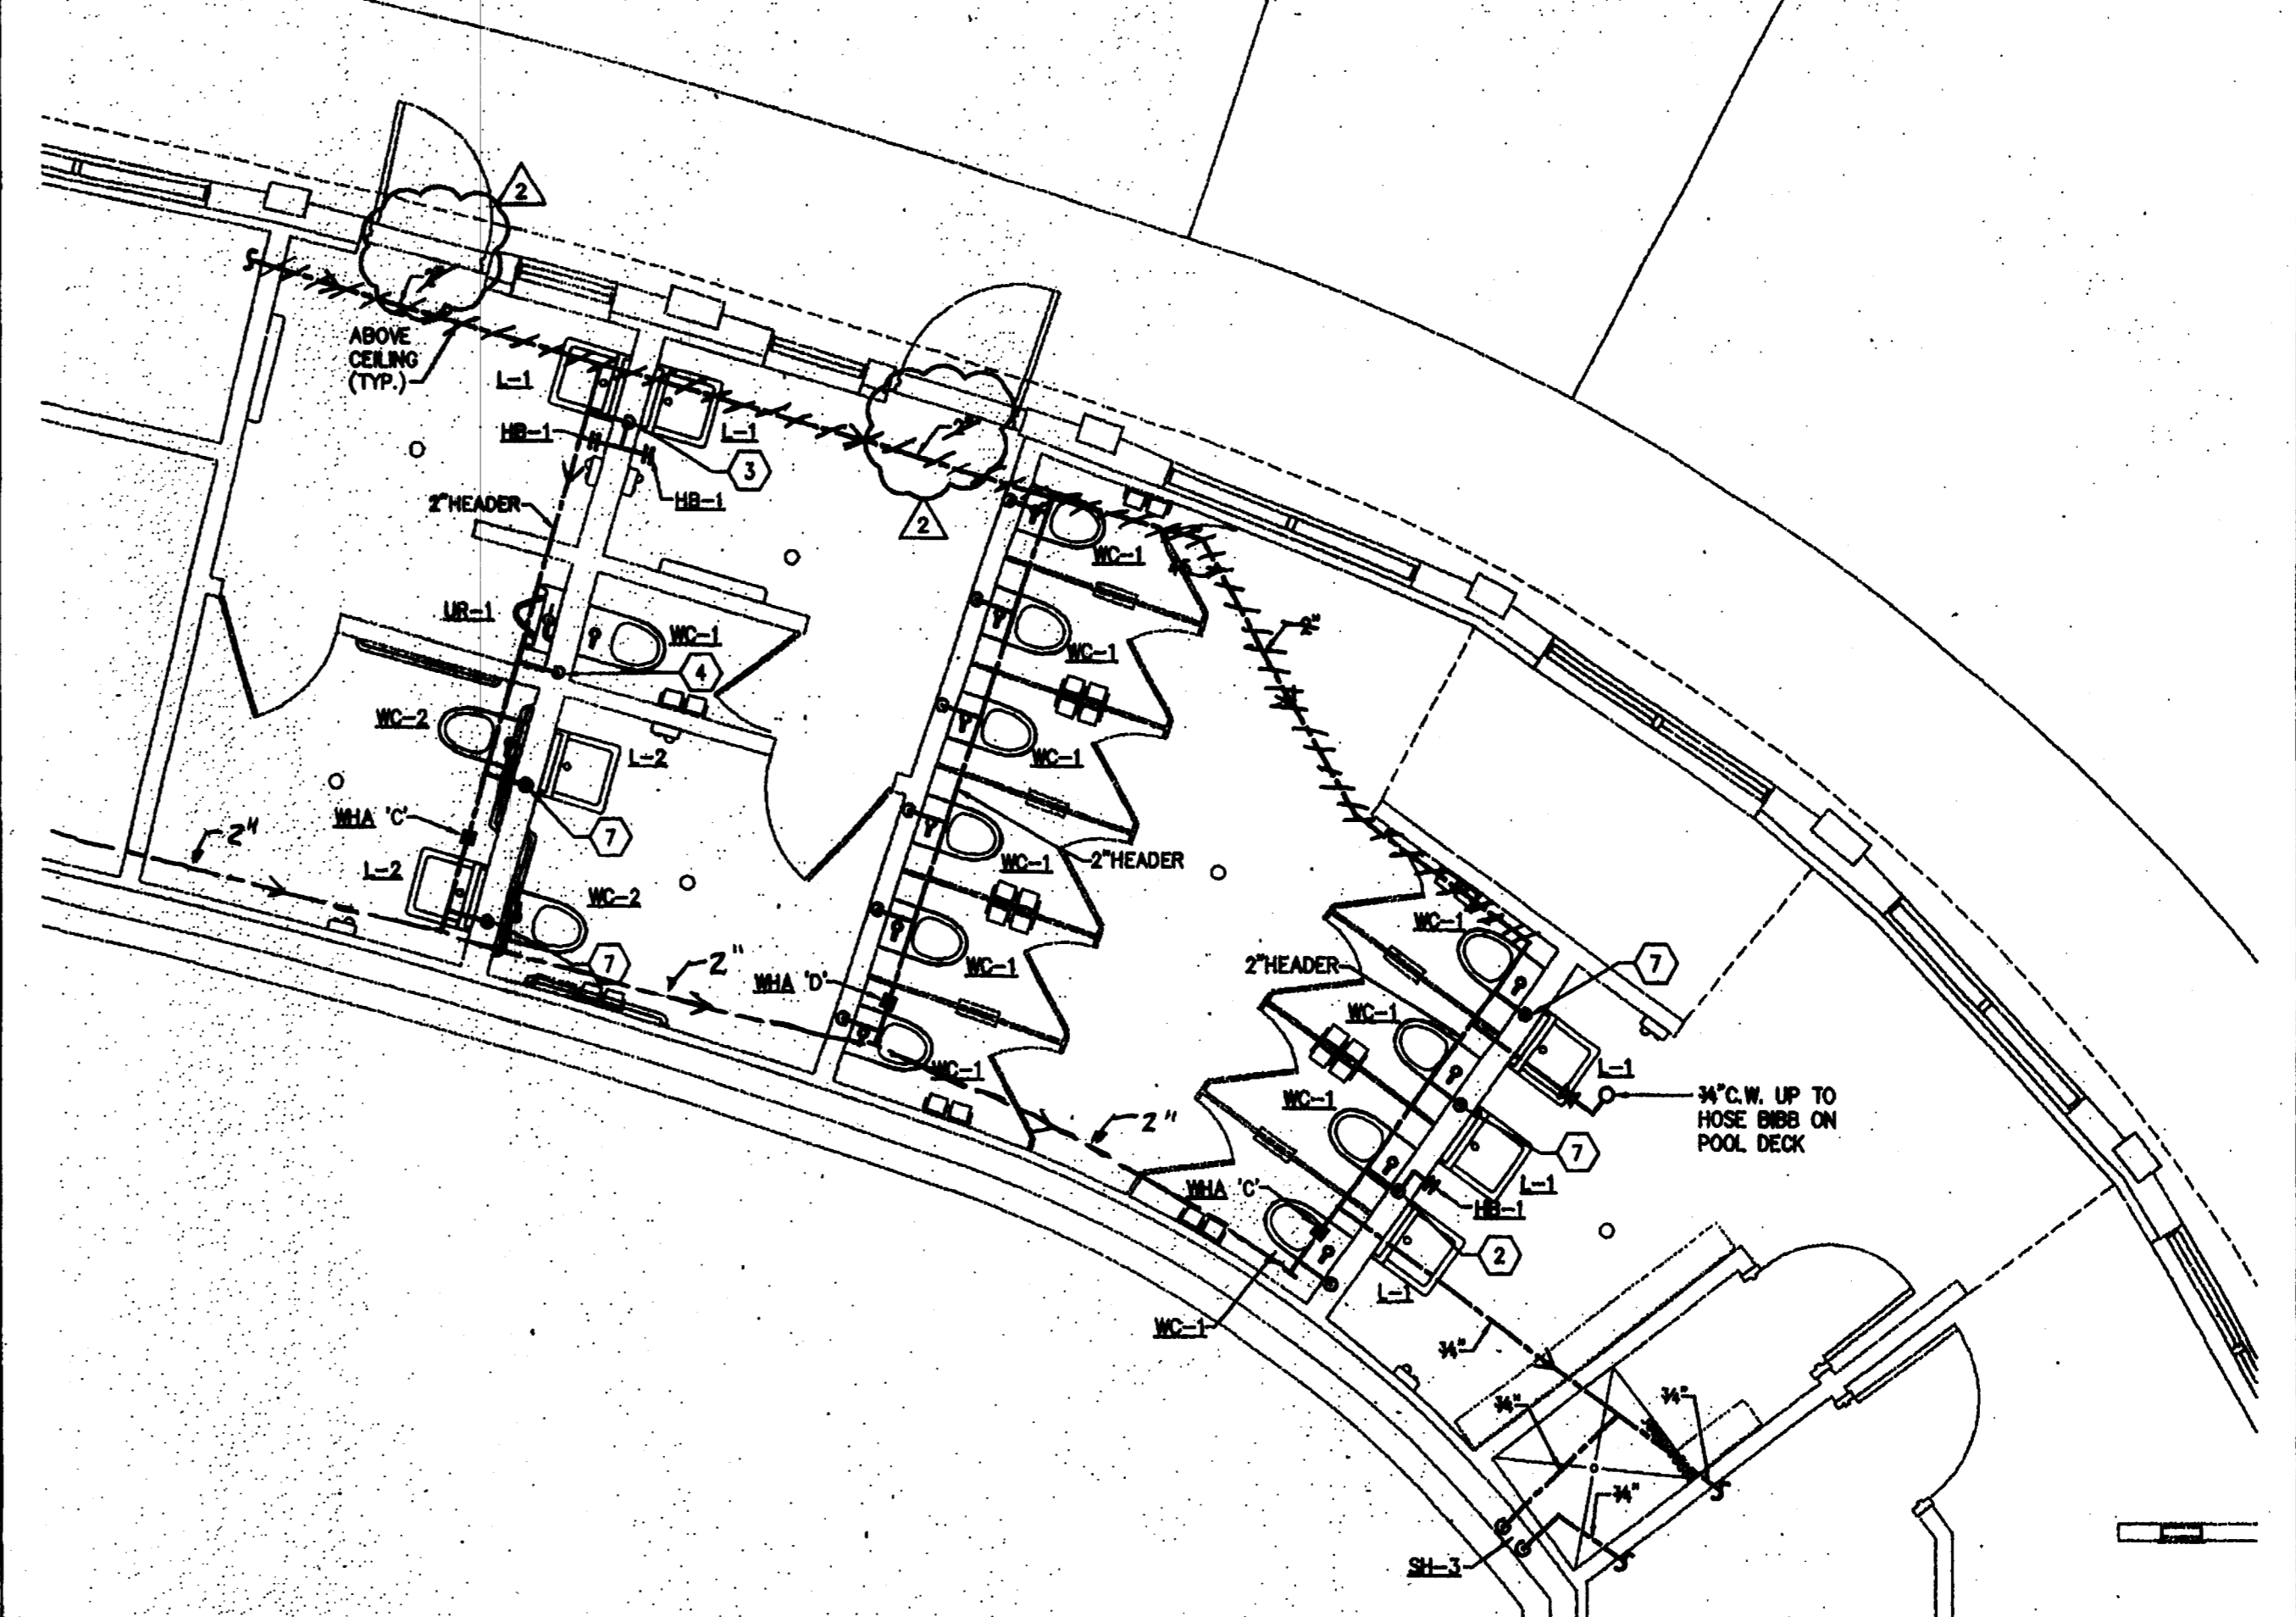 2
2"
ABOVE
CEILING
(TYP.)
L-1
L-1
HB-1
3
HB-1
2"HEADER
2"
2
WC-1
UR-1
WC-1
4
WC-1
2"
WC-2
L-2
WC-1
WHA 'C'
7
2"
L-2
WC-1
2"HEADER
WC-2
7
2"
WHA 'D'
WC-1
WC-1
WC-1
2"HEADER
7
WC-1
L-1
¾"C.W. UP TO
HOSE BIBB ON
POOL DECK
WC-1
2"
7
L-1
WHA 'C'
HB-1
2
L-1
WC-1
¾"
¾"
¾"
¾"
SH-3